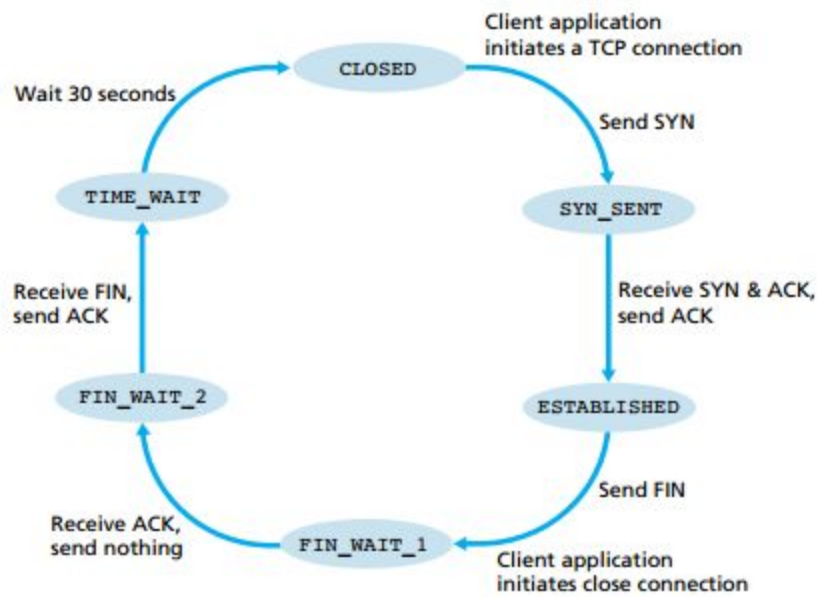 Client application
initiates a TCP connection
CLOSED
Wait 30 seconds
Send SYN
TIME_WAIT
SYN_SENT
Receive FIN,
send ACK
Receive SYN & ACK,
send ACK
FIN_WAIT_2
ESTABLISHED
Send FIN
Receive ACK,
send nothing
FIN_WAIT_1
Client application
initiates close connection